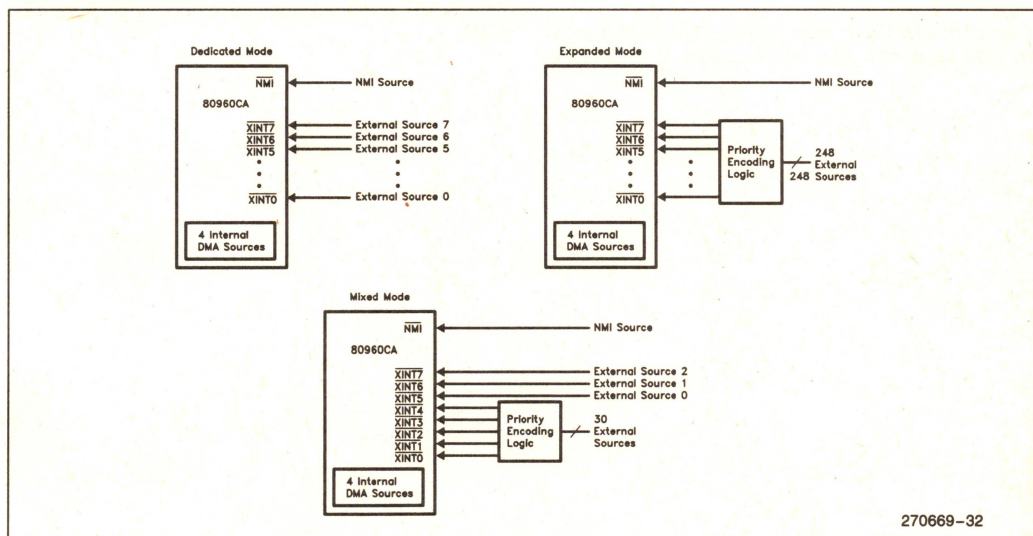 Dedicated Mode
NMI
NMI Source
80960CA
XINT7
External Source 7
XINT6
External Source 6
XINT5
External Source 5
XINT0
External Source 0
4 Internal
DMA Sources
Expanded Mode
NMI
NMI Source
80960CA
XINT7
XINT6
XINT5
XINT0
Priority
Encoding
Logic
248
External
248 Sources
4 Internal
DMA Sources
Mixed Mode
NMI
NMI Source
80960CA
XINT7
External Source 2
XINT6
External Source 1
XINT5
External Source 0
XINT4
XINT3
XINT2
XINT1
XINT0
Priority
Encoding
Logic
30
External
Sources
4 Internal
DMA Sources
270669-32